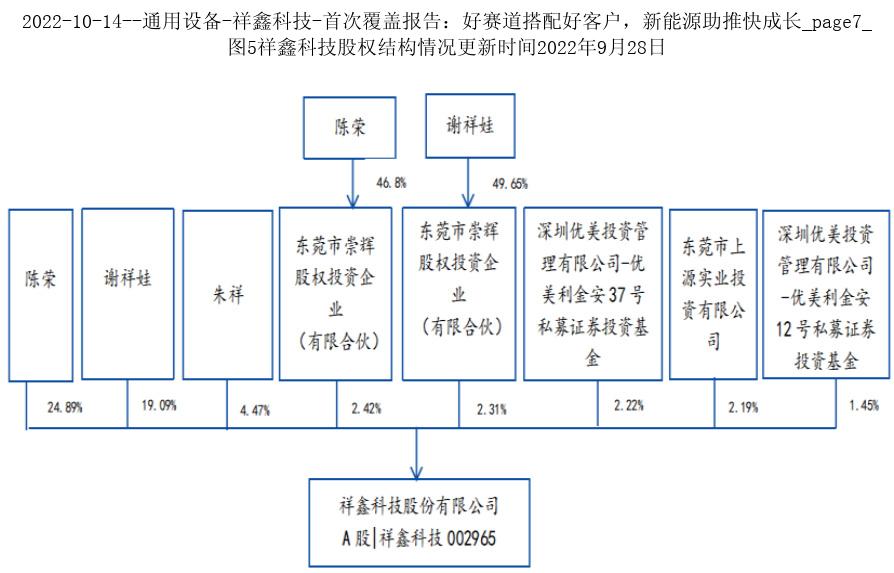 2022-10-14--通用设备-祥鑫科技-首次覆盖报告：好赛道搭配好客户，新能源助推快成长_page7_
图5祥鑫科技股权结构情况更新时间2022年9月28日
陈荣
谢祥娃
46.8%
49.65%
陈荣
谢祥娃
朱祥
东莞市崇辉
股权投资企
业
（有限合伙）
东莞市崇辉
股权投资企
业
（有限合伙）
深圳优美投资管
理有限公司-优
美利金安 37 号
私募证券投资基
金
东莞市上
源实业投
资有限公
司
深圳优美投资
管理有限公司
-优美利金安
12 号私募证券
投资基金
24.89%
19.09%
4.47%
2.42%
2.31%
2.22%
2.19%
1.45%
祥鑫科技股份有限公司
A 股|祥鑫科技 002965